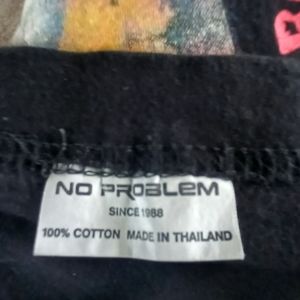 NO PROBLEM
SINCE 1988
100% COTTON MADE IN THAILAND